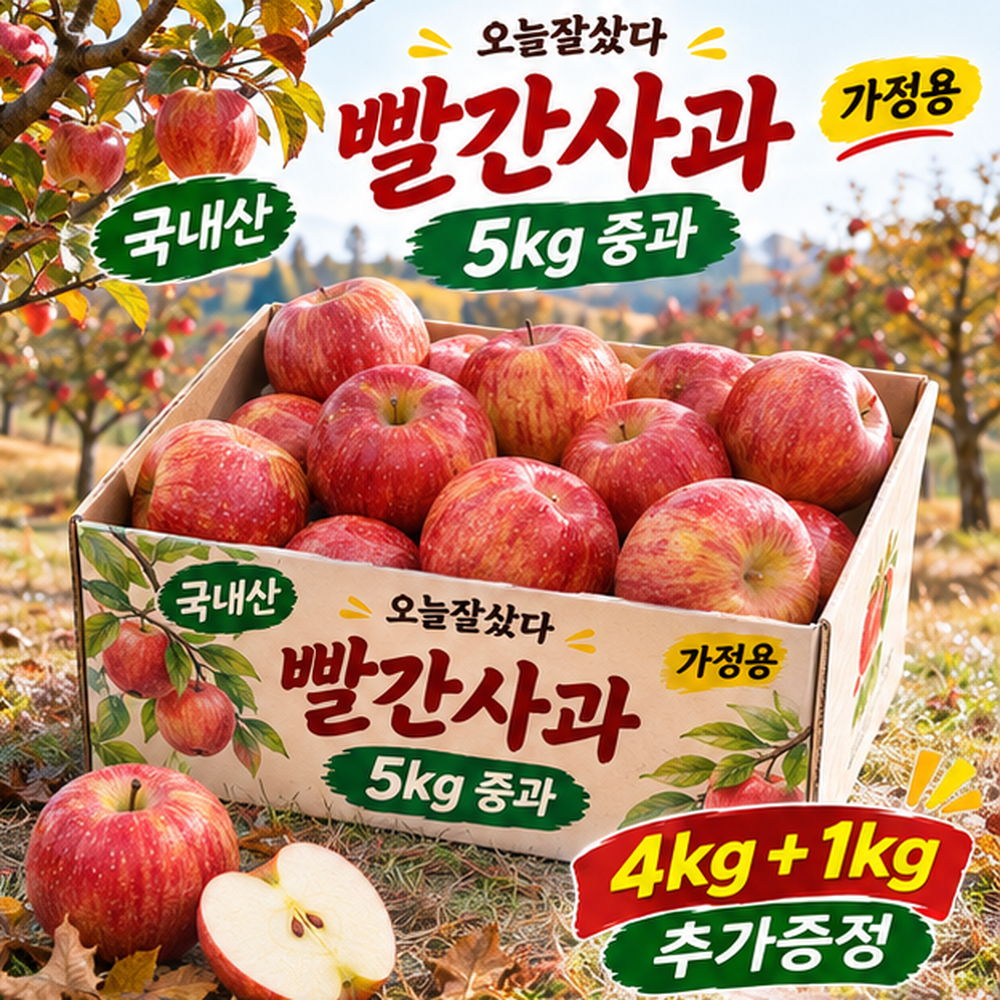 오늘잘샀다
빨간사과
가정용
국내산
5kg 중과
국내산
오늘잘샀다
빨간사과
가정용
5kg 중과
4kg + 1kg
추가증정